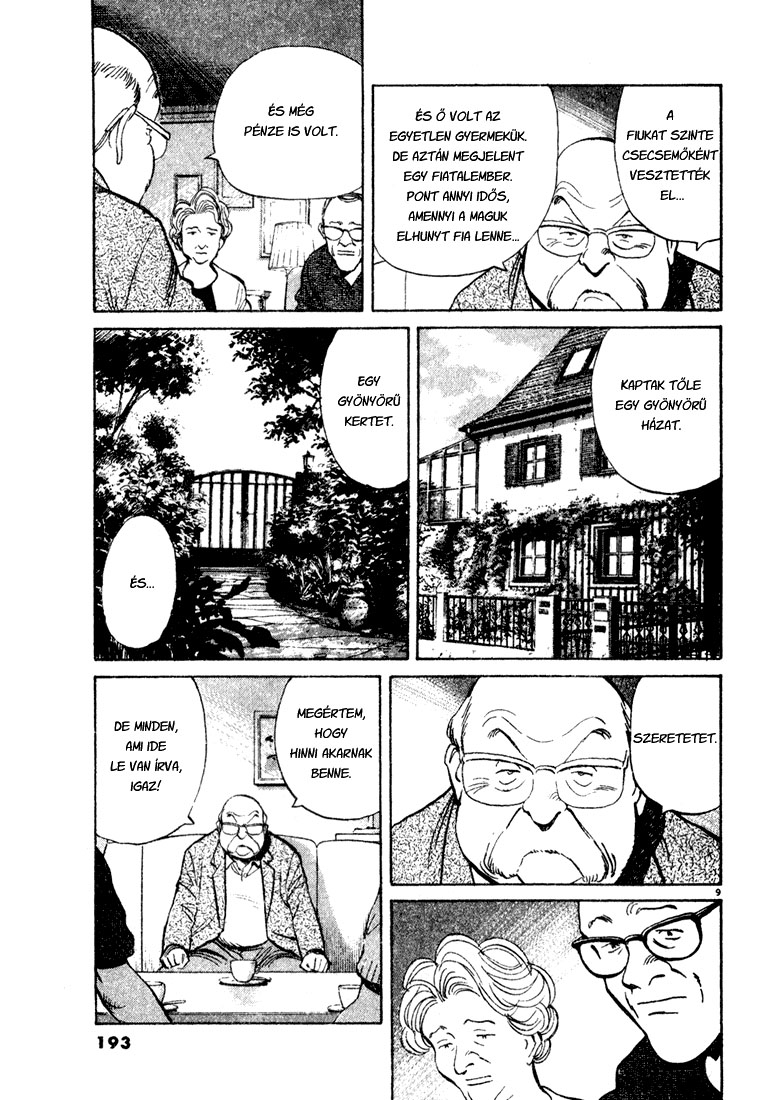 A
FIUKAT SZINTE
CSECSEMŐKÉNT
VESZTETTÉK
EL...
ÉS Ő VOLT AZ
EGYETLEN GYERMEKÜK.
DE AZTÁN MEGJELENT
EGY FIATALEMBER.
PONT ANNYI IDŐS,
AMENNYI A MAGUK
ELHUNYT FIA LENNE...
ÉS MÉG
PÉNZE IS VOLT.
KAPTAK TŐLE
EGY GYÖNYÖRŰ
HÁZAT.
EGY
GYÖNYÖRŰ
KERTET.
ÉS...
SZERETETET.
MEGÉRTEM,
HOGY
HINNI AKARNAK
BENNE.
DE MINDEN,
AMI IDE
LE VAN ÍRVA,
IGAZ!
9
193